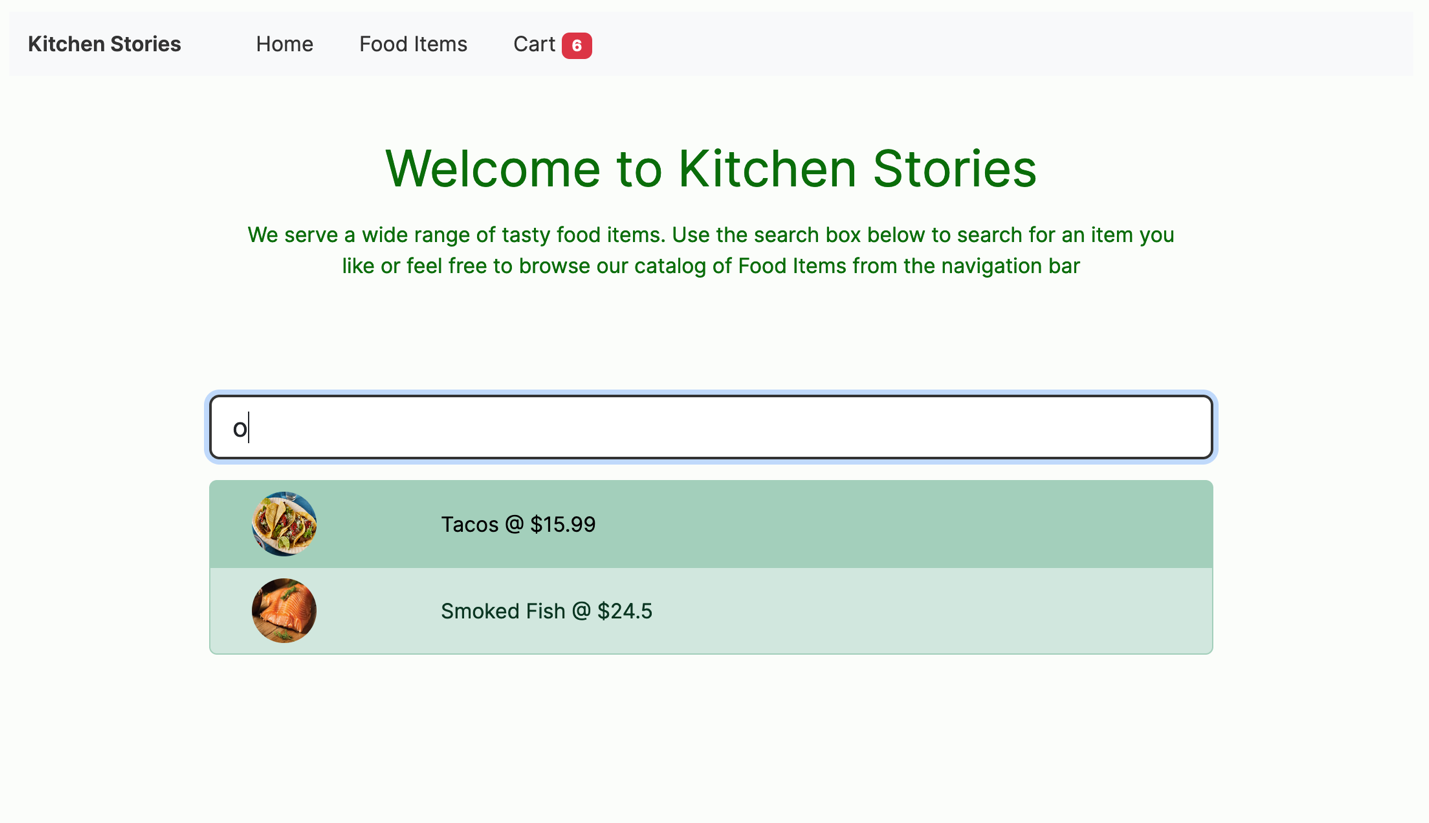 Kitchen Stories Home Food Items Cart 6
Welcome to Kitchen Stories
We serve a wide range of tasty food items. Use the search box below to search for an item you
like or feel free to browse our catalog of Food Items from the navigation bar
o
Tacos @ $15.99
Smoked Fish @ $24.5